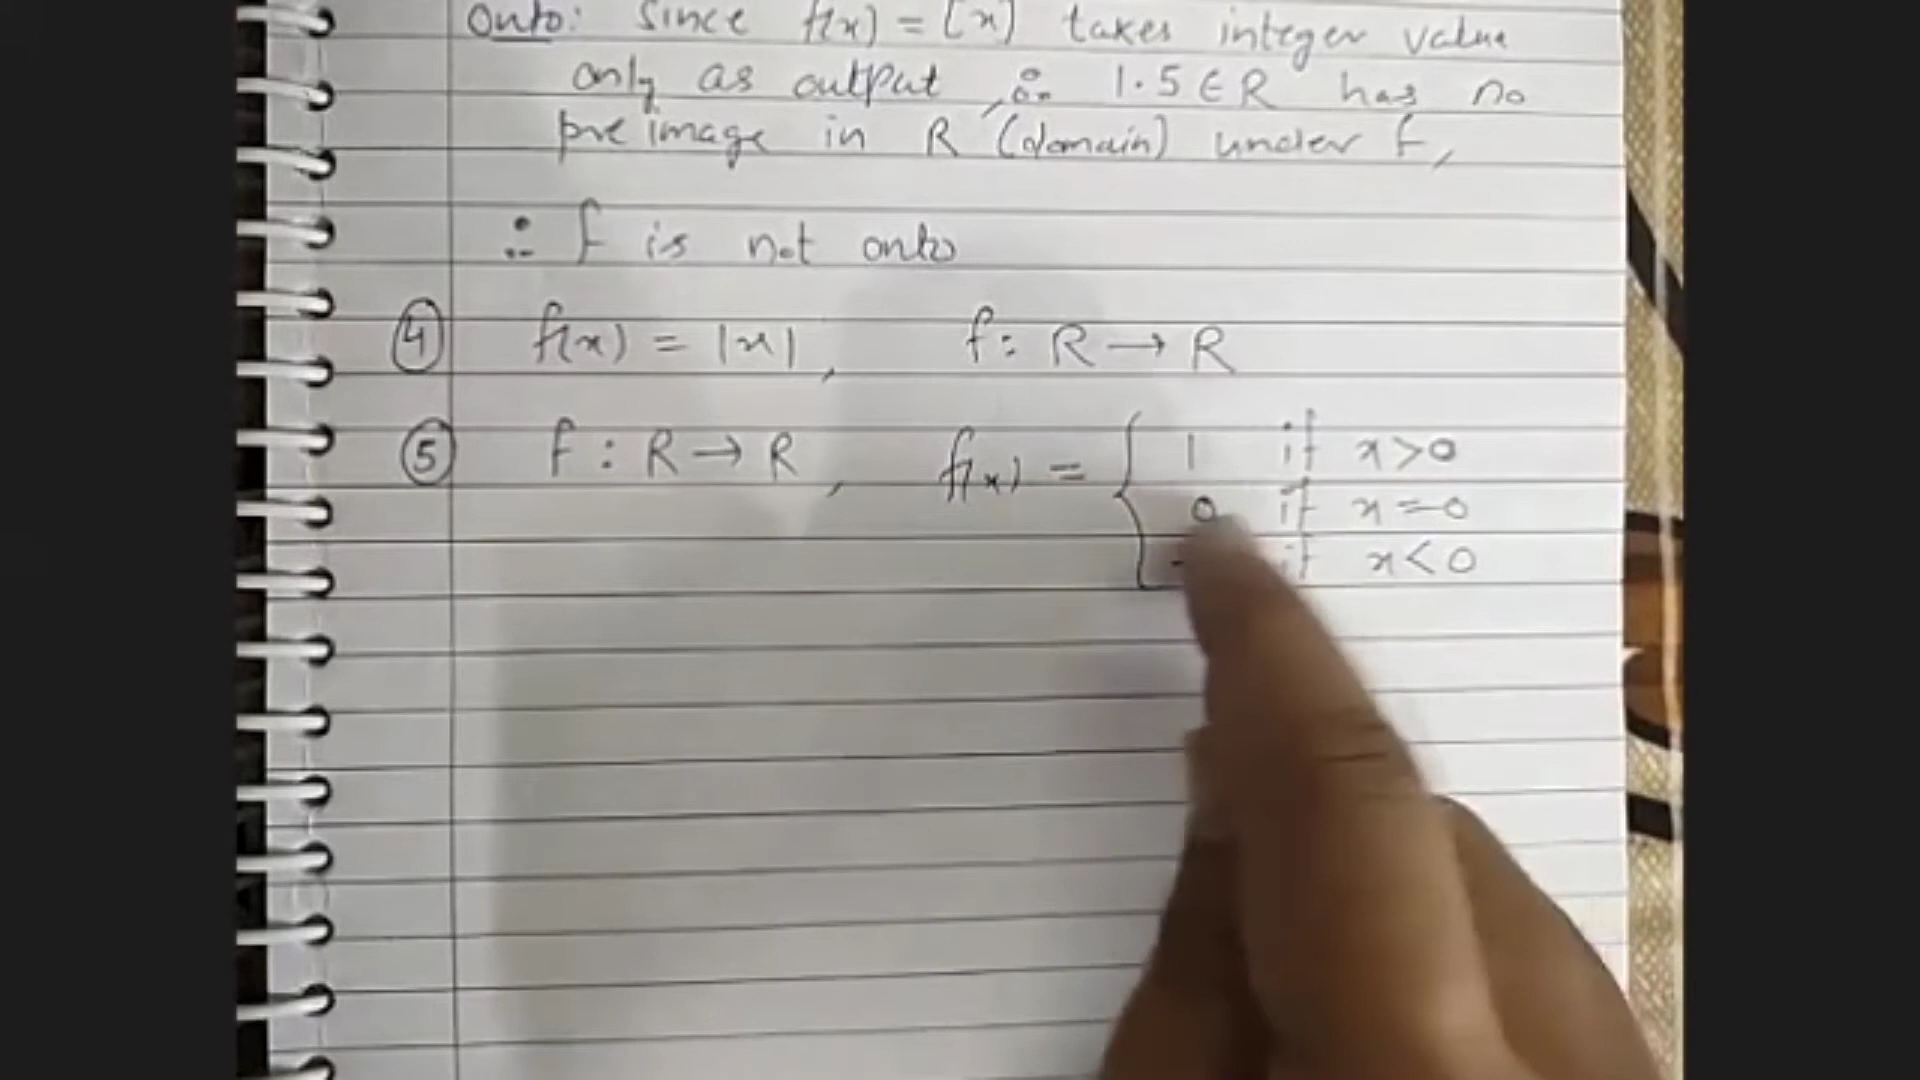 Onto: Since f(x) = [x] takes integer value
only as output, ∴ 1.5 ∈ R has no
pre image in R (domain) under f,
∴ f is not onto
④ f(x) = |x|, f: R → R
⑤ f : R → R, f(x) = { 1 if x>0
0 if x=0
if x<0